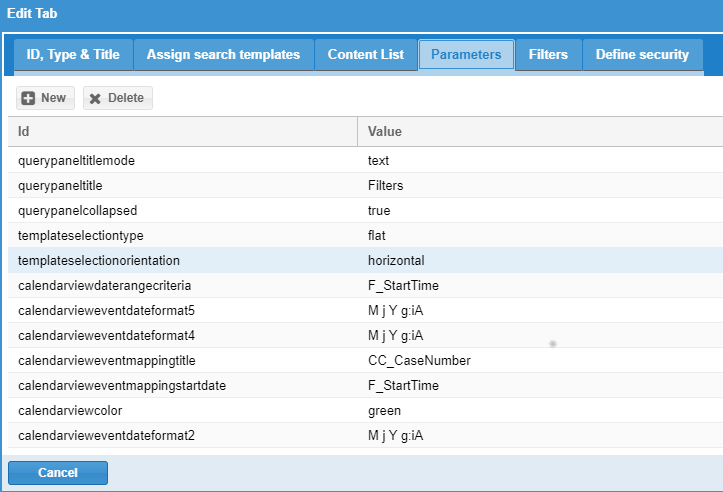 Edit Tab
ID, Type & Title Assign search templates Content List Parameters Filters Define security
New Delete
Id Value
querypaneltitlemode text
querypaneltitle Filters
querypanelcollapsed true
templateselectiontype flat
templateselectionorientation horizontal
calendarviewdaterangecriteria F_StartTime
calendarvieweventdateformat5 M j Y g:iA
calendarvieweventdateformat4 M j Y g:iA
calendarvieweventmappingtitle CC_CaseNumber
calendarvieweventmappingstartdate F_StartTime
calendarviewcolor green
calendarvieweventdateformat2 M j Y g:iA
Cancel